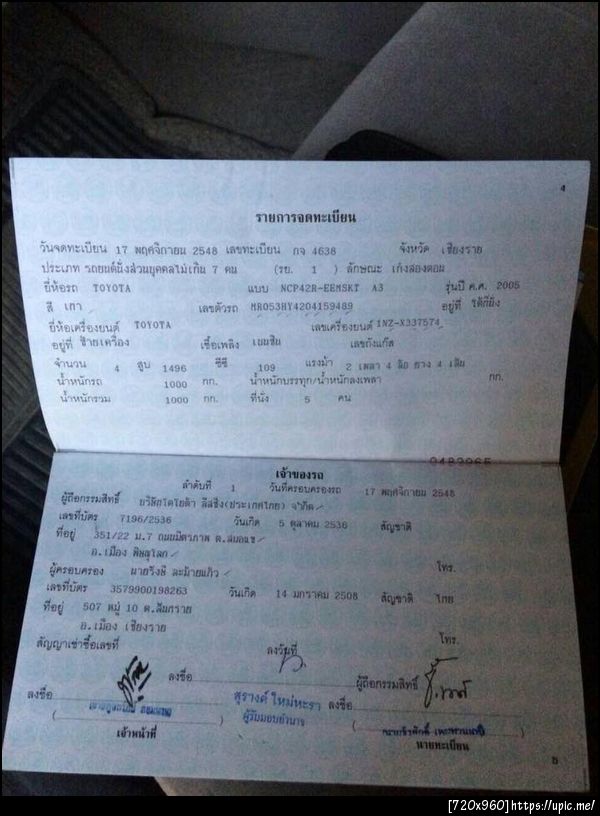 4
รายการจดทะเบียน
วันจดทะเบียน 17 พฤศจิกายน 2548 เลขทะเบียน กจ 4638 จังหวัด เชียงราย
ประเภท รถยนต์นั่งส่วนบุคคลไม่เกิน 7 คน (รย. 1 ) ลักษณะ เก๋งสองตอน
ยี่ห้อรถ TOYOTA แบบ NCP42R-EEMSKT A3 รุ่นปี ค.ศ. 2005
สี เทา เลขตัวรถ MR053HY4204159489 อยู่ที่ ใต้ที่นั่ง
ยี่ห้อเครื่องยนต์ TOYOTA เลขเครื่องยนต์ 1NZ-X337574
อยู่ที่ ซ้ายเครื่อง เชื้อเพลิง เบนซิน เลขถังแก๊ส
จำนวน 4 สูบ 1496 ซีซี 109 แรงม้า 2 เพลา 4 ล้อ ยาง 4 เส้น
น้ำหนักรถ 1000 กก. น้ำหนักบรรทุก/น้ำหนักลงเพลา กก.
น้ำหนักรวม 1000 กก. ที่นั่ง 5 คน
เจ้าของรถ
ลำดับที่ 1 วันที่ครอบครองรถ 17 พฤศจิกายน 2548
ผู้ถือกรรมสิทธิ์ บริษัทโตโยต้า ลีสซิ่ง(ประเทศไทย) จำกัด
เลขที่บัตร 7196/2536 วันเกิด 5 ตุลาคม 2536 สัญชาติ
ที่อยู่ 351/22 ม.7 ถนนมิตรภาพ ต.สมอแข
อ.เมือง พิษณุโลก
ผู้ครอบครอง นายรังษี ละม้ายแก้ว โทร.
เลขที่บัตร 3579900198263 วันเกิด 14 มกราคม 2508 สัญชาติ ไทย
ที่อยู่ 507 หมู่ 10 ต.สันทราย
อ.เมือง เชียงราย
โทร.
สัญญาเช่าซื้อเลขที่ ลงวันที่
ลงชื่อ ผู้ถือกรรมสิทธิ์
ลงชื่อ สุรางค์ ใหม่หะรา ลงชื่อ
ผู้รับมอบอำนาจ
เจ้าหน้าที่ นายทะเบียน
5
[720x960]https://upic.me/